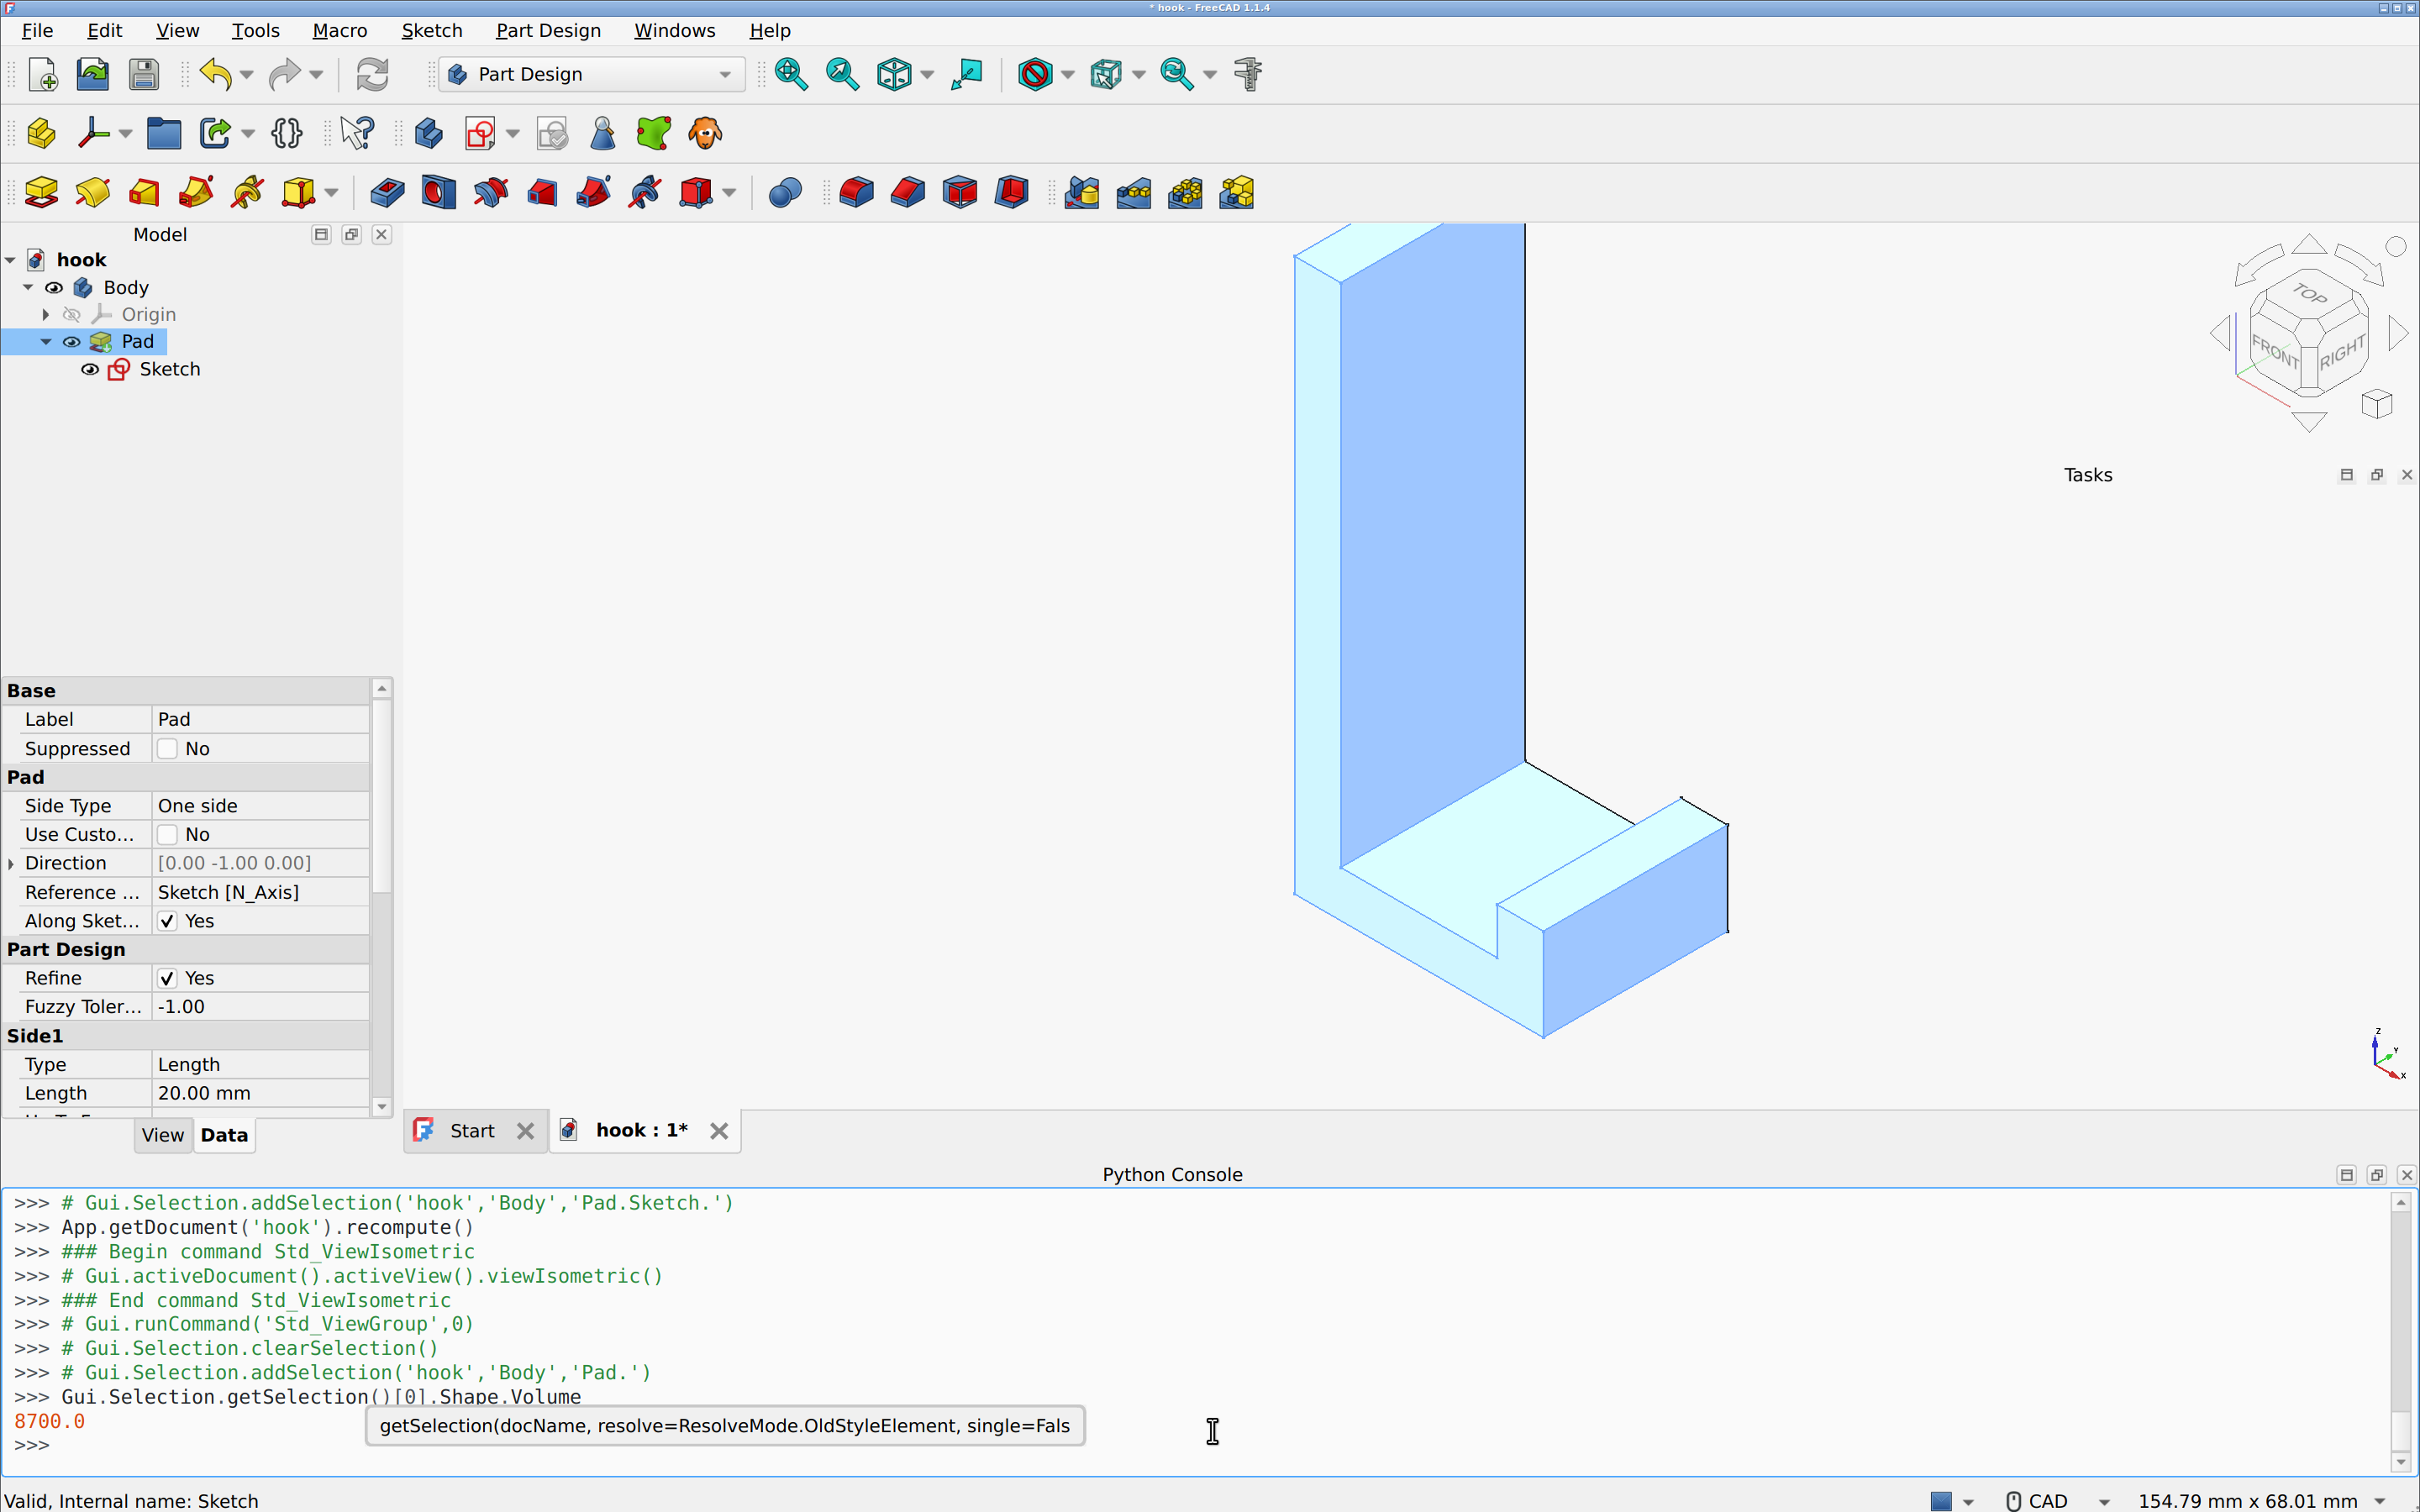 * hook - FreeCAD 1.1.4
File Edit View Tools Macro Sketch Part Design Windows Help
Part Design
Model
hook
Body
Origin
Pad
Sketch
TOP
FRONT
RIGHT
Tasks
Base
Label Pad
Suppressed No
Pad
Side Type One side
Use Custo... No
Direction [0.00 -1.00 0.00]
Reference ... Sketch [N_Axis]
Along Sket... Yes
Part Design
Refine Yes
Fuzzy Toler... -1.00
Side1
Type Length
Length 20.00 mm
View Data
Z
Y
X
Start hook : 1*
Python Console
>>> # Gui.Selection.addSelection('hook','Body','Pad.Sketch.')
>>> App.getDocument('hook').recompute()
>>> ### Begin command Std_ViewIsometric
>>> # Gui.activeDocument().activeView().viewIsometric()
>>> ### End command Std_ViewIsometric
>>> # Gui.runCommand('Std_ViewGroup',0)
>>> # Gui.Selection.clearSelection()
>>> # Gui.Selection.addSelection('hook','Body','Pad.')
>>> Gui.Selection.getSelection()[0].Shape.Volume
8700.0
getSelection(docName, resolve=ResolveMode.OldStyleElement, single=Fals
>>>
Valid, Internal name: Sketch
CAD
154.79 mm x 68.01 mm